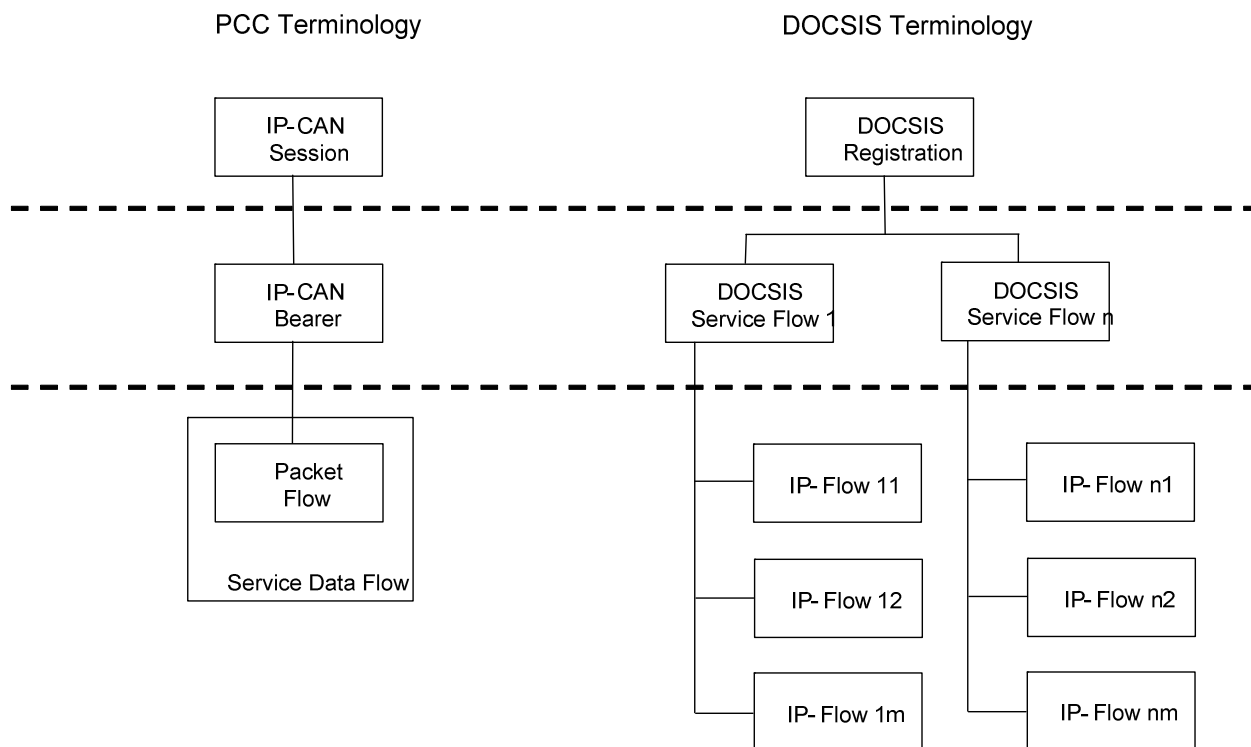 PCC Terminology
DOCSIS Terminology
IP-CAN
Session
DOCSIS
Registration
IP-CAN
Bearer
DOCSIS
Service Flow 1
DOCSIS
Service Flow n
Packet
Flow
Service Data Flow
IP- Flow 11
IP- Flow n1
IP- Flow 12
IP- Flow n2
IP- Flow 1m
IP- Flow nm